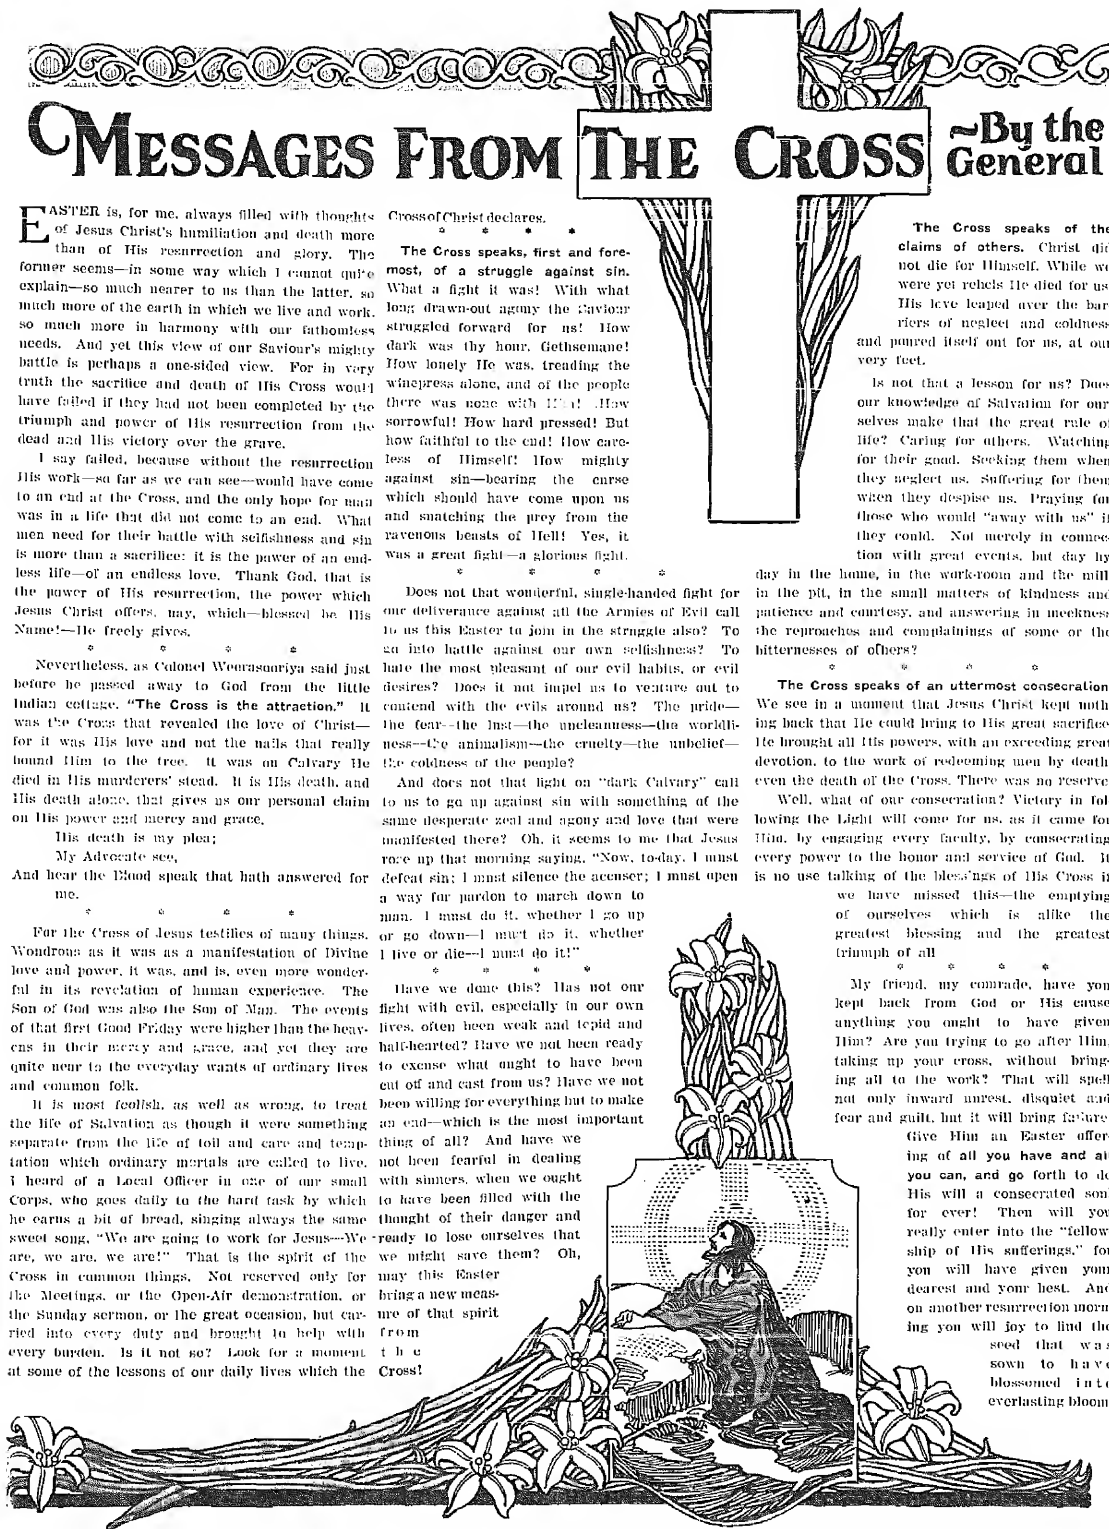 MESSAGES FROM THE CROSS
~By the
General
EASTER is, for me, always filled with thoughts
of Jesus Christ's humiliation and death more
than of His resurrection and glory. The
former seems—in some way which I cannot quite
explain—so much nearer to us than the latter, so
much more of the earth in which we live and work,
so much more in harmony with our fathomless
needs. And yet this view of our Saviour's mighty
battle is perhaps a one-sided view. For in very
truth the sacrifice and death of His Cross would
have failed if they had not been completed by the
triumph and power of His resurrection from the
dead and His victory over the grave.
I say failed, because without the resurrection
His work—so far as we can see—would have come
to an end at the Cross, and the only hope for man
was in a life that did not come to an end. What
men need for their battle with selfishness and sin
is more than a sacrifice: it is the power of an end-
less life—of an endless love. Thank God, that is
the power of His resurrection, the power which
Jesus Christ offers, nay, which—blessed be His
Name!—He freely gives.
* * * *
Nevertheless, as Colonel Weerasooriya said just
before he passed away to God from the little
Indian cottage, "The Cross is the attraction." It
was the Cross that revealed the love of Christ—
for it was His love and not the nails that really
bound Him to the tree. It was on Calvary He
died in His murderers' stead. It is His death, and
His death alone, that gives us our personal claim
on His power and mercy and grace.
His death is my plea;
My Advocate see,
And hear the Blood speak that hath answered for
me.
* * * *
For the Cross of Jesus testifies of many things.
Wondrous as it was as a manifestation of Divine
love and power, it was, and is, even more wonder-
ful in its revelation of human experience. The
Son of God was also the Son of Man. The events
of that first Good Friday were higher than the heav-
ens in their mercy and grace, and yet they are
quite near to the everyday wants of ordinary lives
and common folk.
It is most foolish, as well as wrong, to treat
the life of Salvation as though it were something
separate from the life of toil and care and temp-
tation which ordinary mortals are called to live.
I heard of a Local Officer in one of our small
Corps, who goes daily to the hard task by which
he earns a bit of bread, singing always the same
sweet song, "We are going to work for Jesus—We
are, we are, we are!" That is the spirit of the
Cross in common things. Not reserved only for
the Meetings, or the Open-Air demonstration, or
the Sunday sermon, or the great occasion, but car-
ried into every duty and brought to help with
every burden. Is it not so? Look for a moment
at some of the lessons of our daily lives which the
Cross of Christ declares.
* * * *
The Cross speaks, first and fore-
most, of a struggle against sin.
What a fight it was! With what
long drawn-out agony the Saviour
struggled forward for us! How
dark was thy hour, Gethsemane!
How lonely He was, treading the
winepress alone, and of the people
there was none with Him! How
sorrowful! How hard pressed! But
how faithful to the end! How care-
less of Himself! How mighty
against sin—bearing the curse
which should have come upon us
and snatching the prey from the
ravenous beasts of Hell! Yes, it
was a great fight—a glorious fight.
* * * *
Does not that wonderful, single-handed fight for
our deliverance against all the Armies of Evil call
to us this Easter to join in the struggle also? To
go into battle against our own selfishness? To
hate the most pleasant of our evil habits, or evil
desires? Does it not impel us to venture out to
contend with the evils around us? The pride—
the fear—the lust—the uncleanness—the worldli-
ness—the animalism—the cruelty—the unbelief—
the coldness of the people?
And does not that light on "dark Calvary" call
to us to go up against sin with something of the
same desperate zeal and agony and love that were
manifested there? Oh, it seems to me that Jesus
rose up that morning saying, "Now, to-day, I must
defeat sin; I must silence the accuser; I must open
a way for pardon to march down to
man. I must do it, whether I go up
or go down—I must do it, whether
I live or die—I must do it!"
* * * *
Have we done this? Has not our
fight with evil, especially in our own
lives, often been weak and tepid and
half-hearted? Have we not been ready
to excuse what ought to have been
cut off and cast from us? Have we not
been willing for everything but to make
an end—which is the most important
thing of all? And have we
not been fearful in dealing
with sinners, when we ought
to have been filled with the
thought of their danger and
ready to lose ourselves that
we might save them? Oh,
may this Easter
bring a new meas-
ure of that spirit
from
the
Cross!
The Cross speaks of the
claims of others. Christ did
not die for Himself. While we
were yet rebels He died for us.
His love leaped over the bar-
riers of neglect and coldness
and poured itself out for us, at our
very feet.
Is not that a lesson for us? Does
our knowledge of Salvation for our-
selves make that the great rule of
life? Caring for others. Watching
for their good. Seeking them when
they neglect us. Suffering for them
when they despise us. Praying for
those who would "away with us" if
they could. Not merely in connec-
tion with great events, but day by
day in the home, in the work-room and the mill
in the pit, in the small matters of kindness and
patience and courtesy, and answering in meekness
the reproaches and complainings of some or the
bitternesses of others?
* * * *
The Cross speaks of an uttermost consecration
We see in a moment that Jesus Christ kept noth-
ing back that He could bring to His great sacrifice
He brought all His powers, with an exceeding great
devotion, to the work of redeeming men by death
even the death of the Cross. There was no reserve
Well, what of our consecration? Victory in fol
lowing the Light will come for us, as it came for
Him, by engaging every faculty, by consecrating
every power to the honor and service of God. It
is no use talking of the blessings of His Cross if
we have missed this—the emptying
of ourselves which is alike the
greatest blessing and the greatest
triumph of all
* * * *
My friend, my comrade, have you
kept back from God or His cause
anything you ought to have given
Him? Are you trying to go after Him,
taking up your cross, without bring-
ing all to the work? That will spell
not only inward unrest, disquiet and
fear and guilt, but it will bring failure
Give Him an Easter offer-
ing of all you have and all
you can, and go forth to do
His will a consecrated soul
for ever! Then will you
really enter into the "fellow
ship of His sufferings," for
you will have given your
dearest and your best. And
on another resurrection morn
ing you will joy to find the
seed that was
sown to have
blossomed into
everlasting bloom